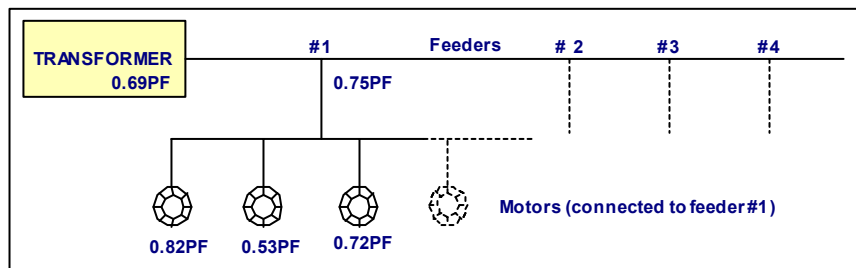 #1 Feeders # 2 #3 #4
TRANSFORMER
0.69PF 0.75PF
Motors (connected to feeder #1)
0.82PF 0.53PF 0.72PF